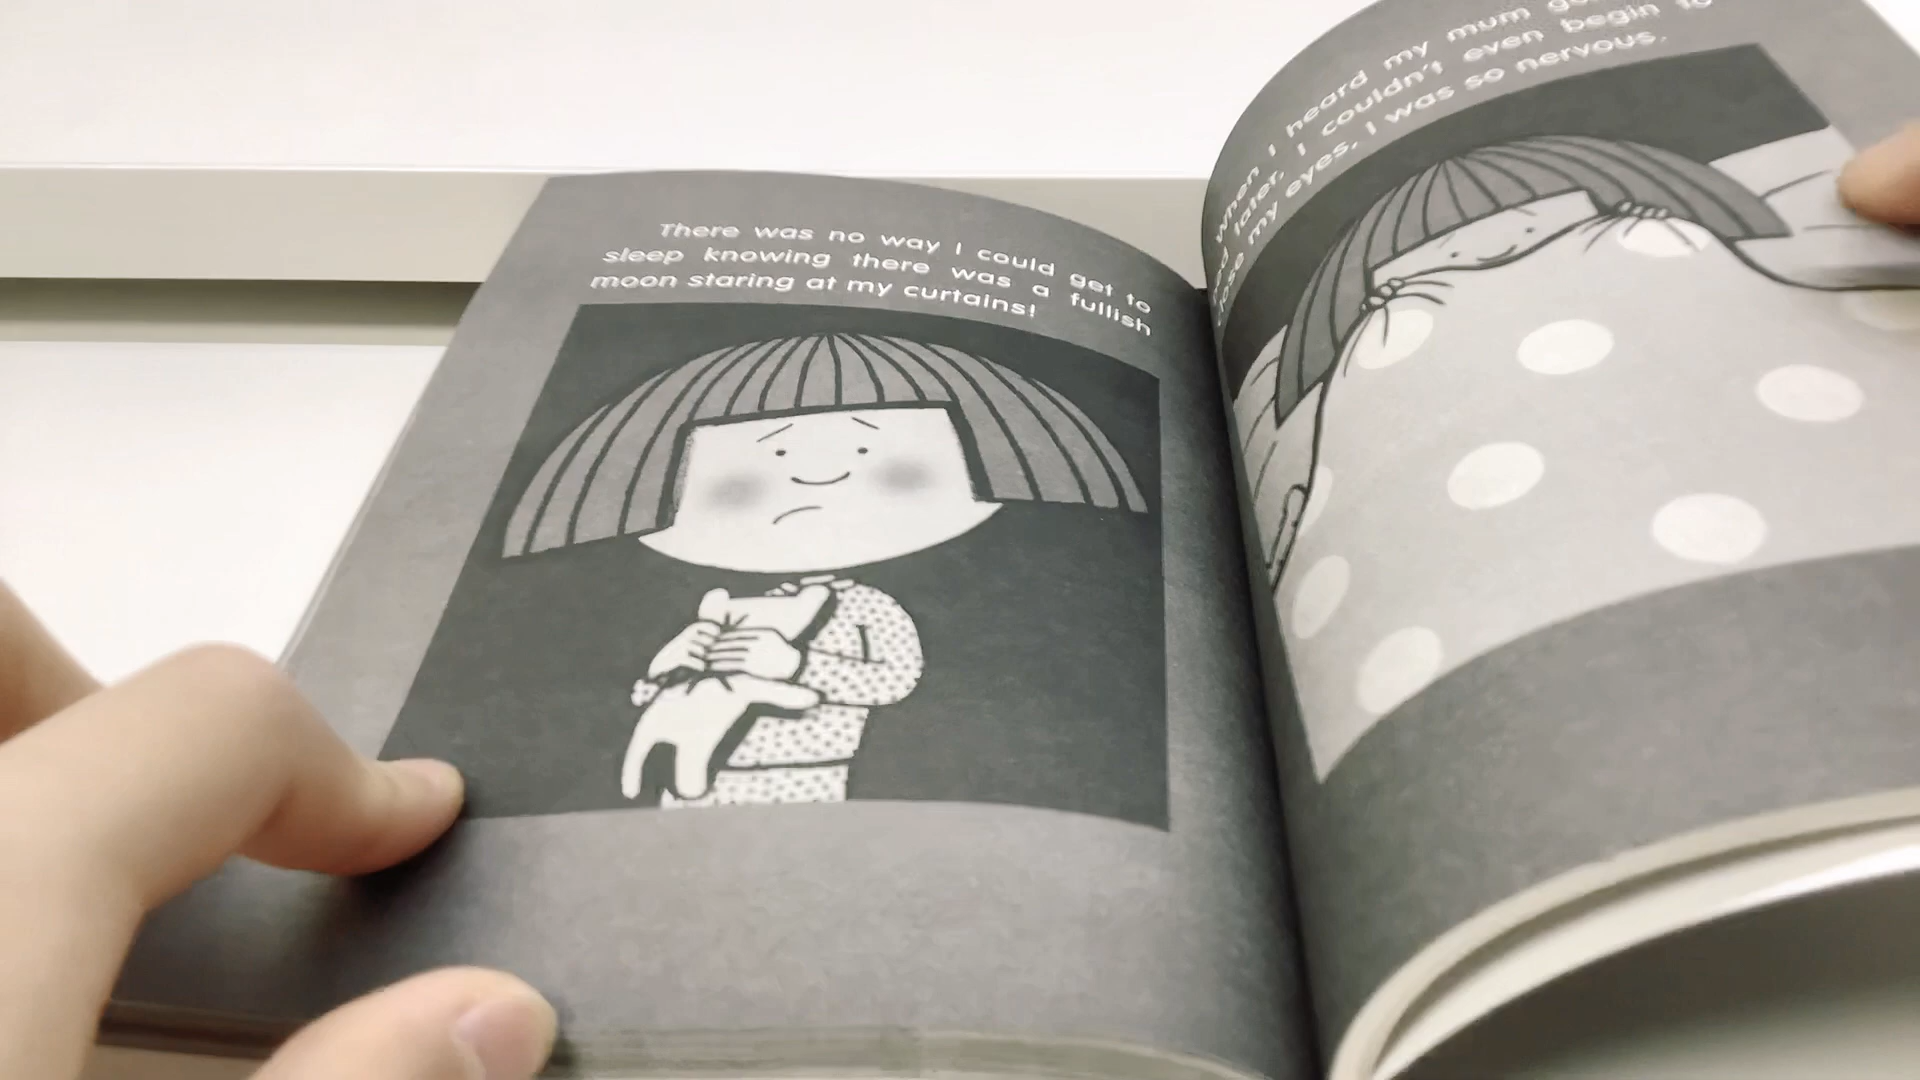 There was no way I could get to
sleep knowing there was a fullish
moon staring at my curtains!
When I heard my mum
later, I couldn't even begin to
my eyes, I was so nervous.